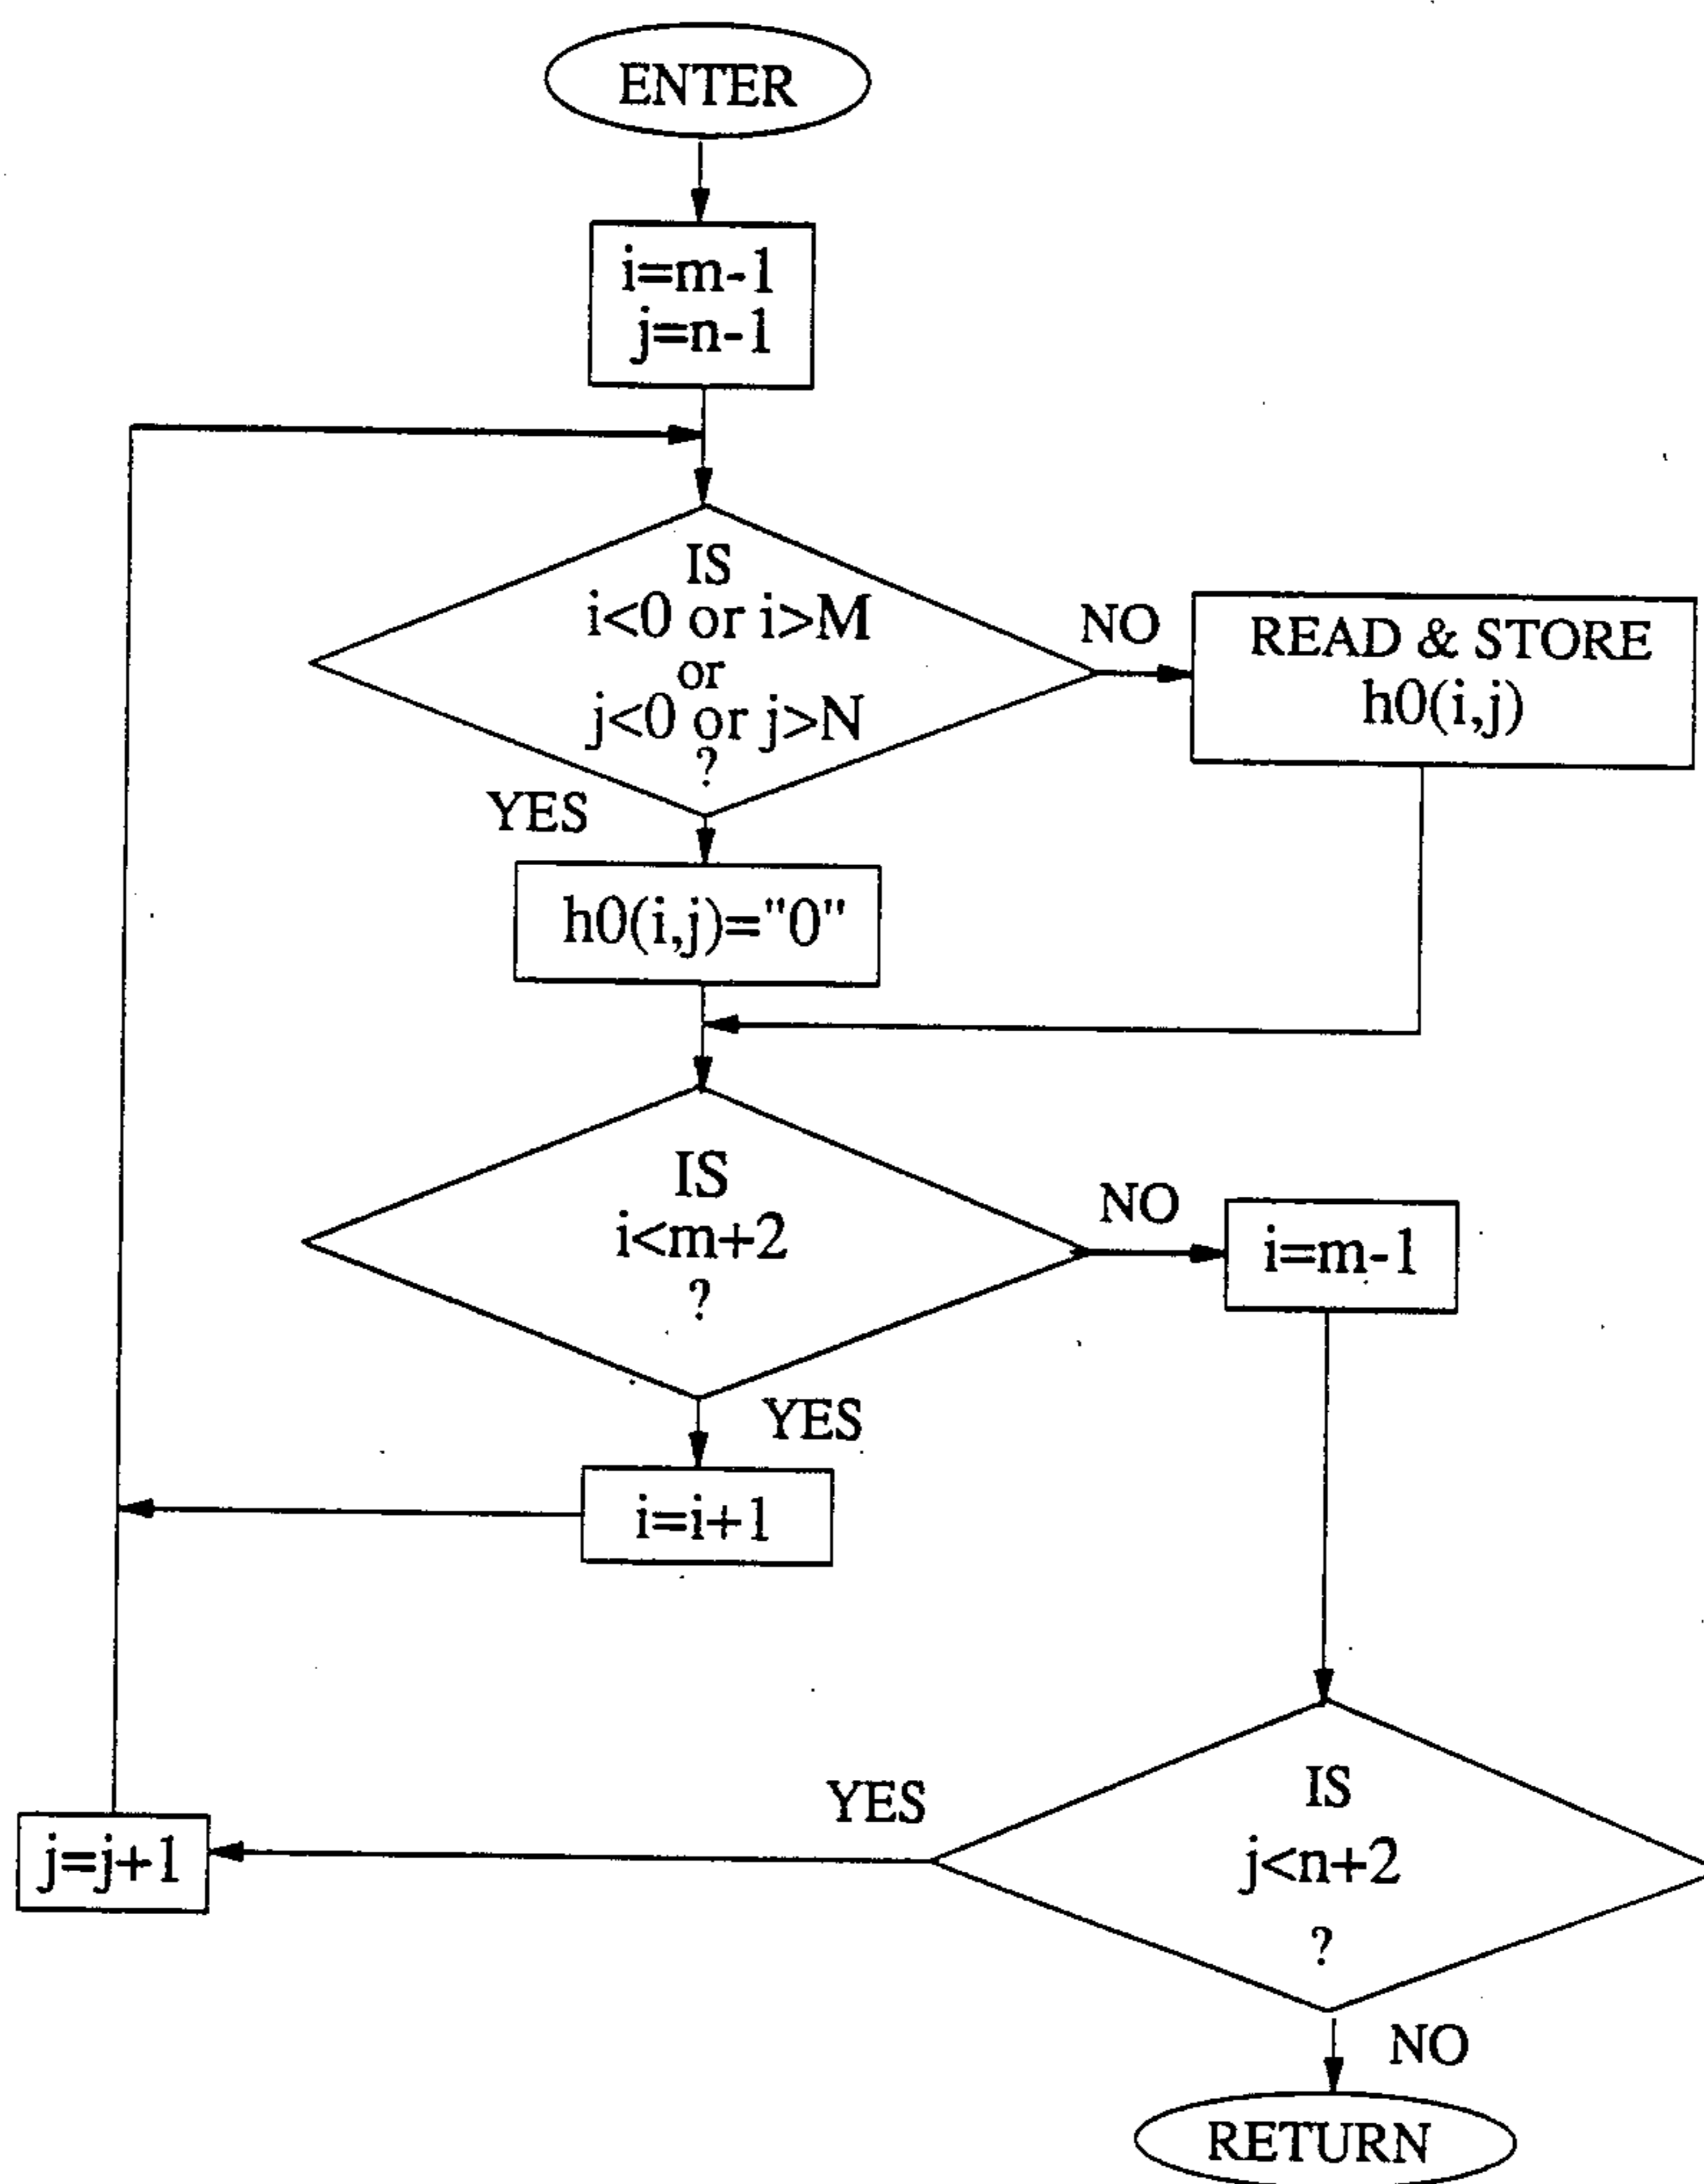 ENTER
i=m-1
j=n-1
IS
i<0 or i>M
or
j<0 or j>N
?
NO
READ & STORE
h0(i,j)
YES
h0(i,j)="0"
IS
i<m+2
?
NO
i=m-1
YES
i=i+1
IS
j<n+2
?
YES
j=j+1
NO
RETURN